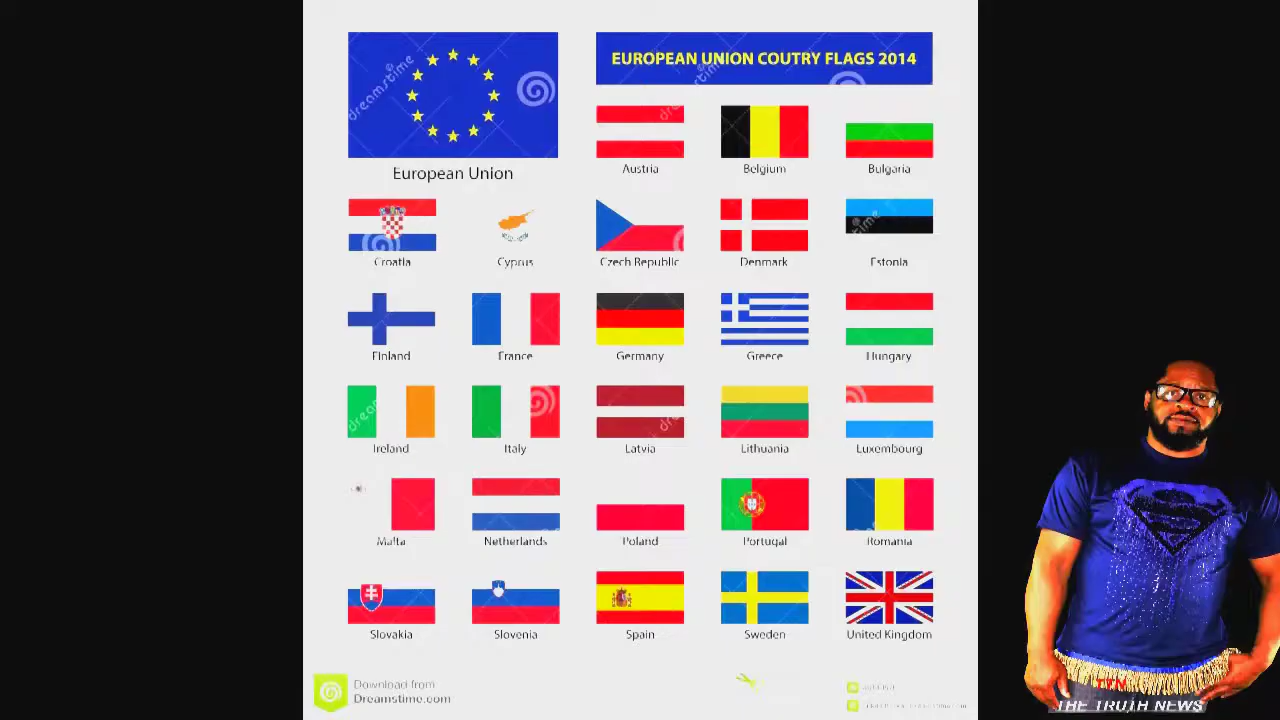 EUROPEAN UNION COUTRY FLAGS 2014
European Union
Austria
Belgium
Bulgaria
Croatia
Cyprus
Czech Republic
Denmark
Estonia
Finland
France
Germany
Greece
Hungary
Ireland
Italy
Latvia
Lithuania
Luxembourg
Malta
Netherlands
Poland
Portugal
Romania
Slovakia
Slovenia
Spain
Sweden
United Kingdom
Download from
Dreamstime.com
TTN
THE TRUTH NEWS
dreamstime